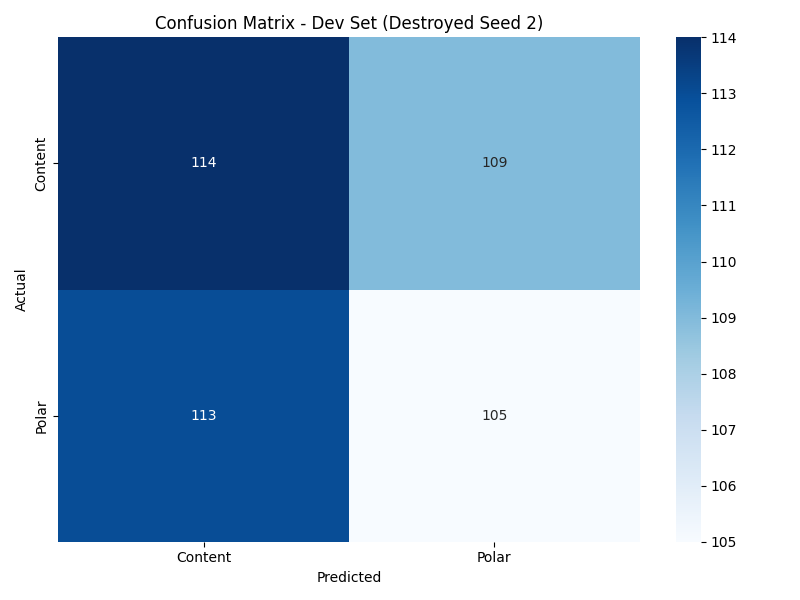 Confusion Matrix - Dev Set (Destroyed Seed 2)
Actual
Content
Polar
114
109
113
105
Content
Polar
Predicted
114
113
112
111
110
109
108
107
106
105